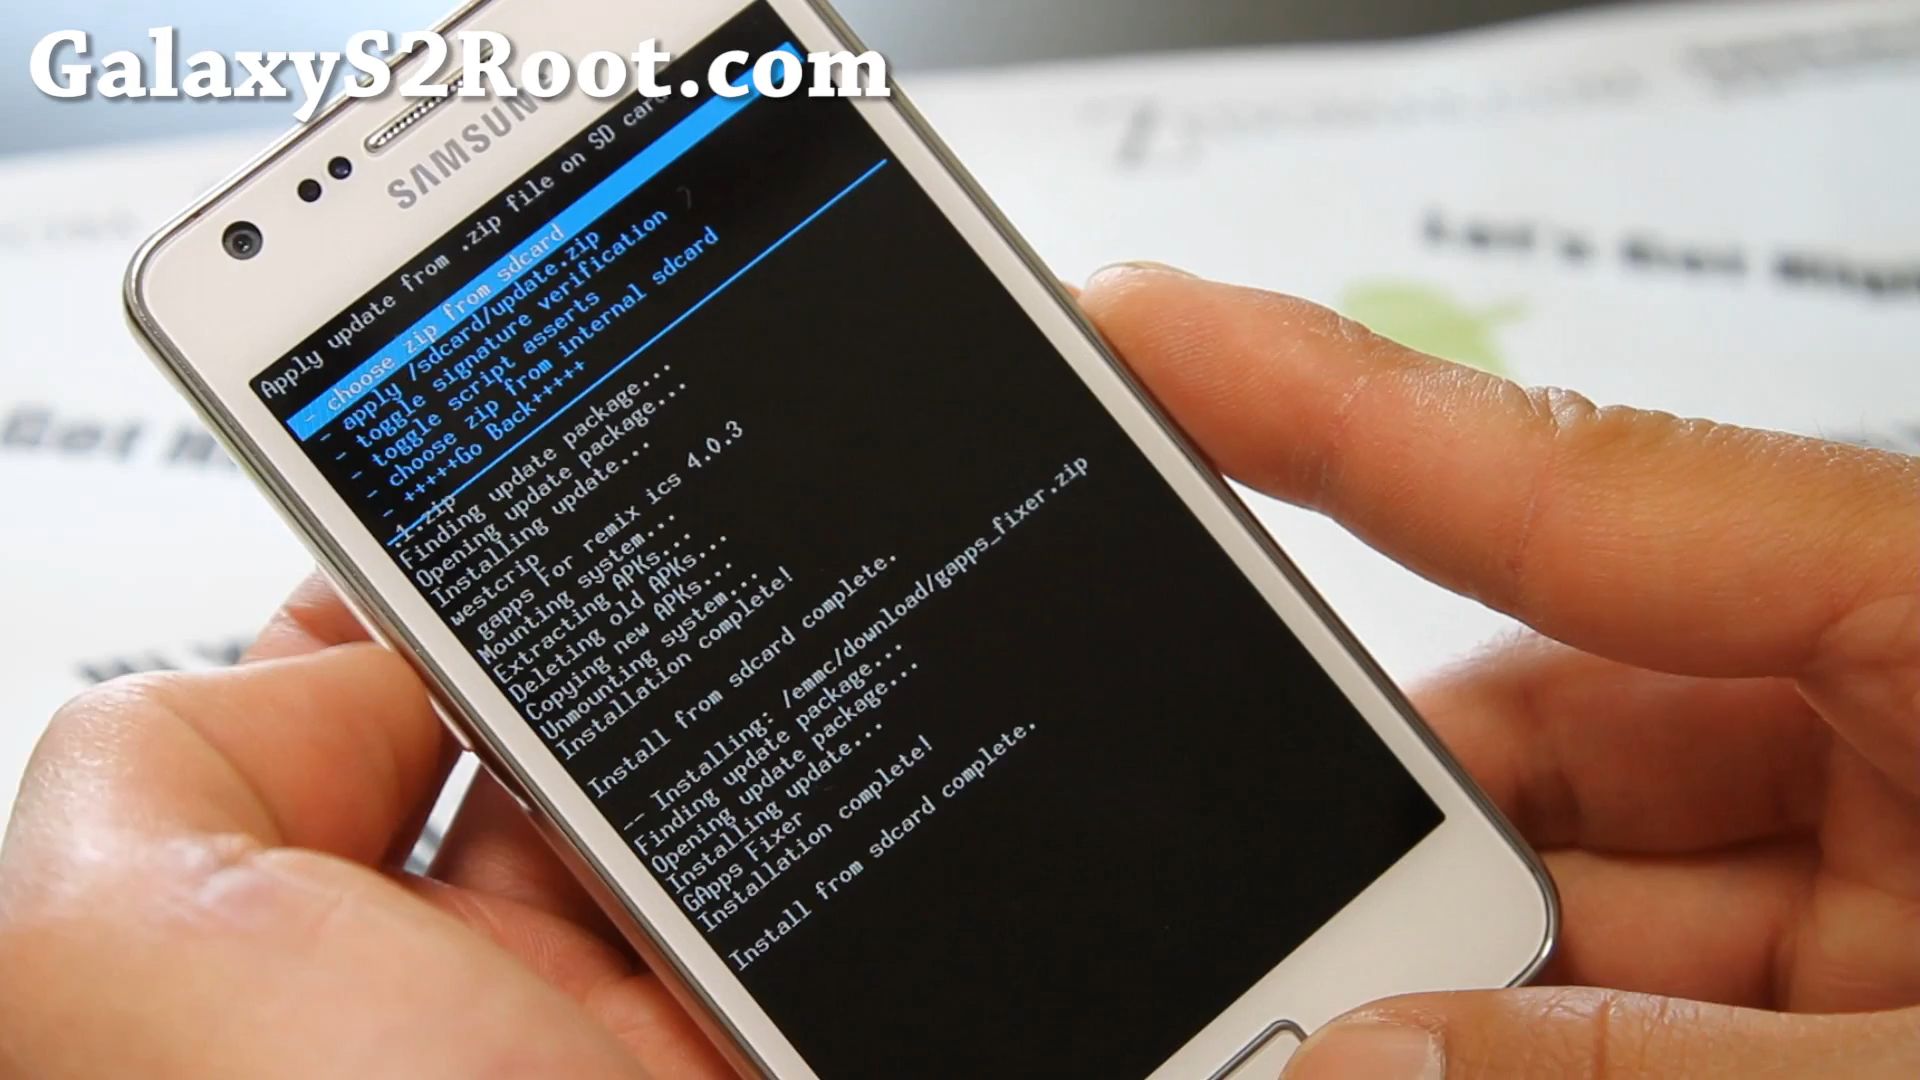 GalaxyS2Root.com
SAMSUNG
Apply update from .zip file on SD card
- choose zip from sdcard
- apply /sdcard/update.zip
- toggle signature verification
- toggle script asserts
- choose zip from internal sdcard
- ++++Go Back++++
.1.zip
Finding update package...
Opening update package...
Installing update...
westcrip
gapps for remix ics 4.0.3
Mounting system...
Extracting APKs...
Deleting old APKs...
Copying new APKs...
Unmounting system...
Installation complete!
Install from sdcard complete.
-- Installing: /emmc/download/gapps_fixer.zip
Finding update package...
Opening update package...
Installing update...
GApps Fixer
Installation complete!
Install from sdcard complete.
Let's Get